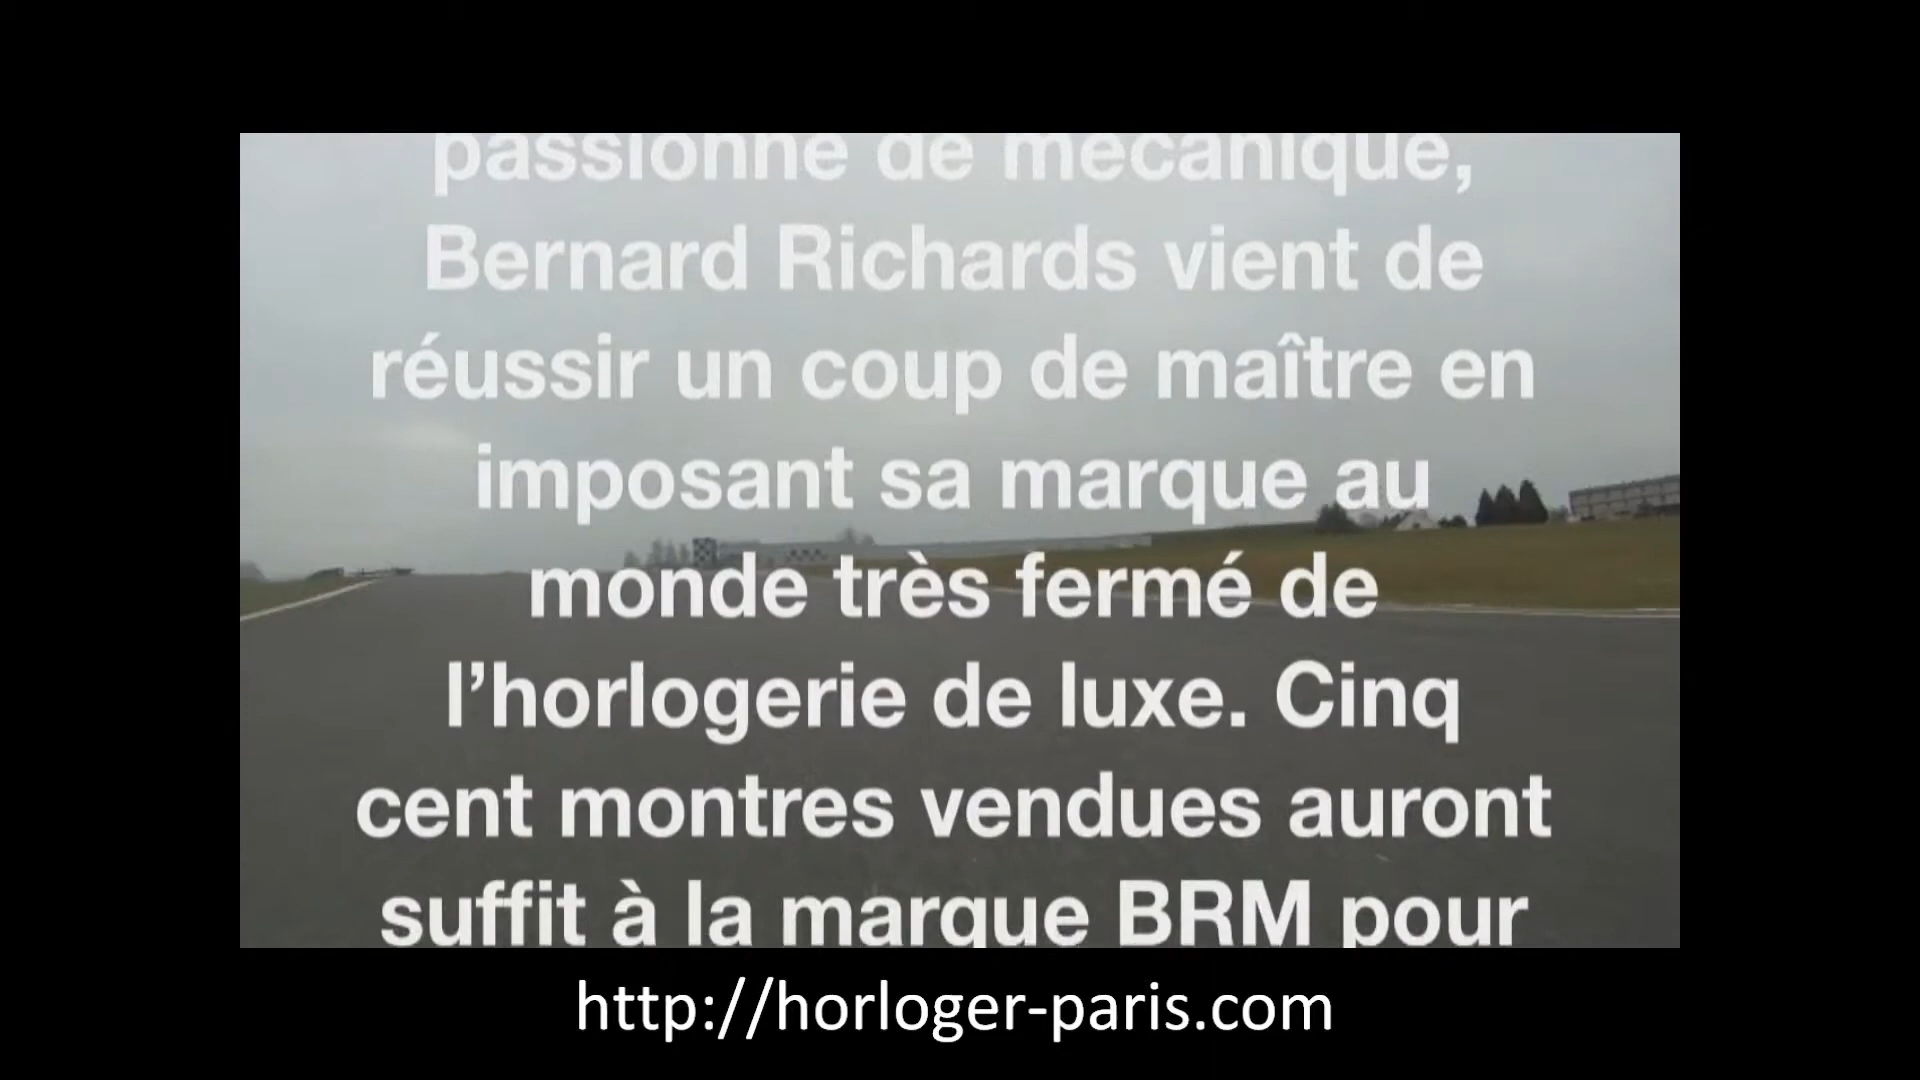 passionné de mécanique,
Bernard Richards vient de
réussir un coup de maître en
imposant sa marque au
monde très fermé de
l’horlogerie de luxe. Cinq
cent montres vendues auront
suffit à la marque BRM pour
http://horloger-paris.com